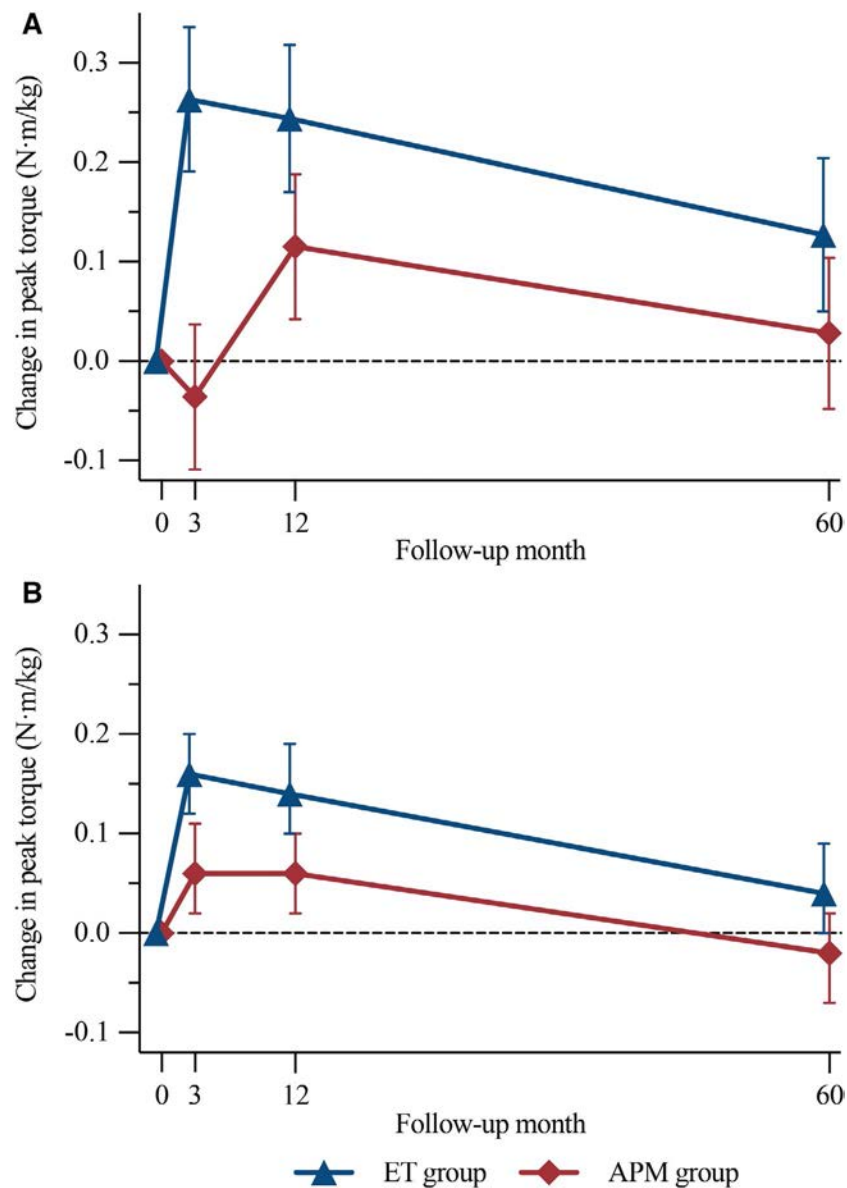 A
Change in peak torque (N·m/kg)
0.3
0.2
0.1
0.0
-0.1
0 3 12 60
Follow-up month
B
Change in peak torque (N·m/kg)
0.3
0.2
0.1
0.0
-0.1
0 3 12 60
Follow-up month
ET group APM group